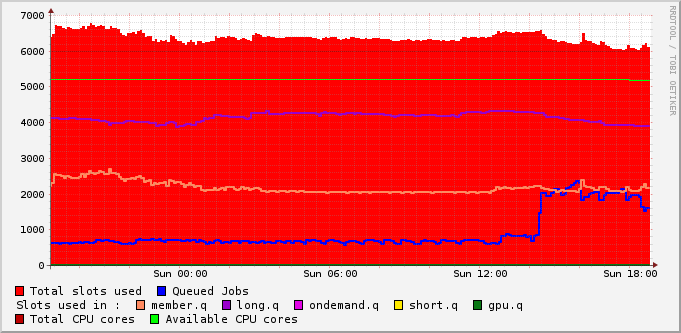 7000
6000
5000
4000
3000
2000
1000
0
Sun 00:00 Sun 06:00 Sun 12:00 Sun 18:00
RRDTOOL / TOBI OETIKER
Total slots used Queued Jobs
Slots used in : member.q long.q ondemand.q short.q gpu.q
Total CPU cores Available CPU cores